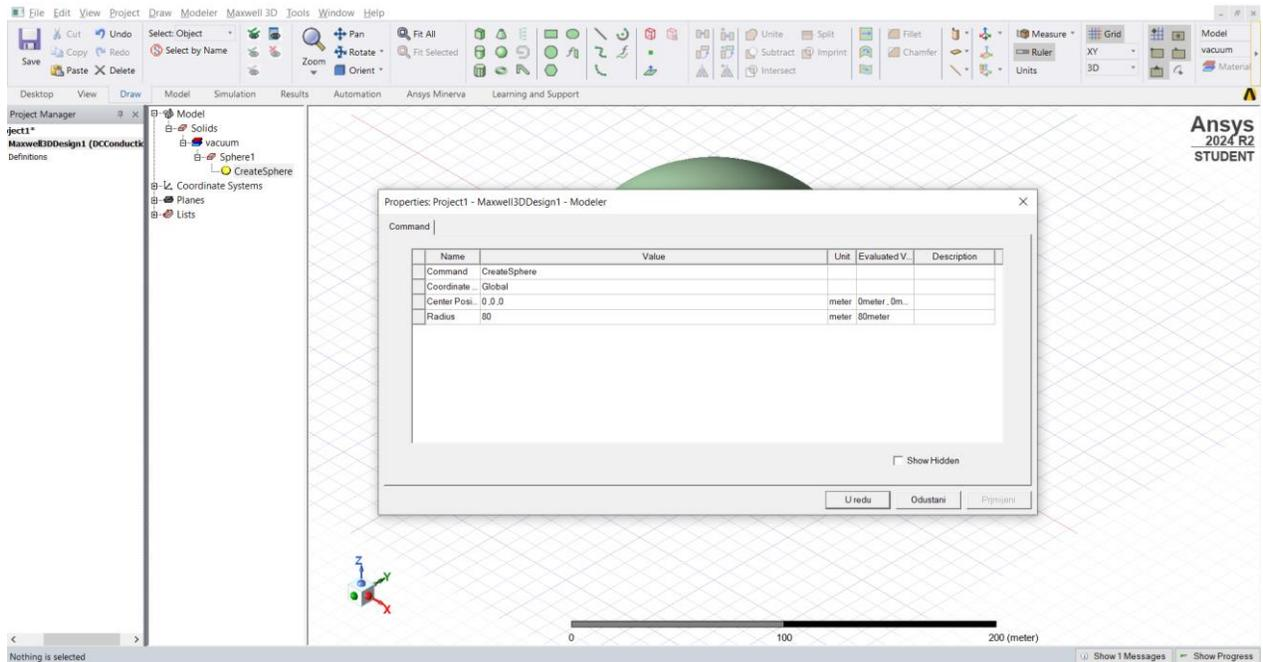 File Edit View Project Draw Modeler Maxwell 3D Tools Window Help
Save
Cut
Copy
Paste
Undo
Redo
Delete
Select: Object
Select by Name
Zoom
Pan
Rotate
Orient
Fit All
Fit Selected
Unite
Subtract
Intersect
Split
Imprint
Fillet
Chamfer
Measure
Ruler
Units
Grid
XY
3D
Model
vacuum
Material
Desktop View Draw Model Simulation Results Automation Ansys Minerva Learning and Support
Project Manager
ject1*
Maxwell3DDesign1 (DCConductic
Definitions
Model
Solids
vacuum
Sphere1
CreateSphere
Coordinate Systems
Planes
Lists
Ansys
2024 R2
STUDENT
Properties: Project1 - Maxwell3DDesign1 - Modeler
Command
Name Value Unit Evaluated V... Description
Command CreateSphere
Coordinate ... Global
Center Posi... 0 ,0 ,0 meter 0meter , 0m...
Radius 80 meter 80meter
Show Hidden
U redu Odustani Primijeni
Z
Y
X
0 100 200 (meter)
Nothing is selected
Show 1 Messages Show Progress